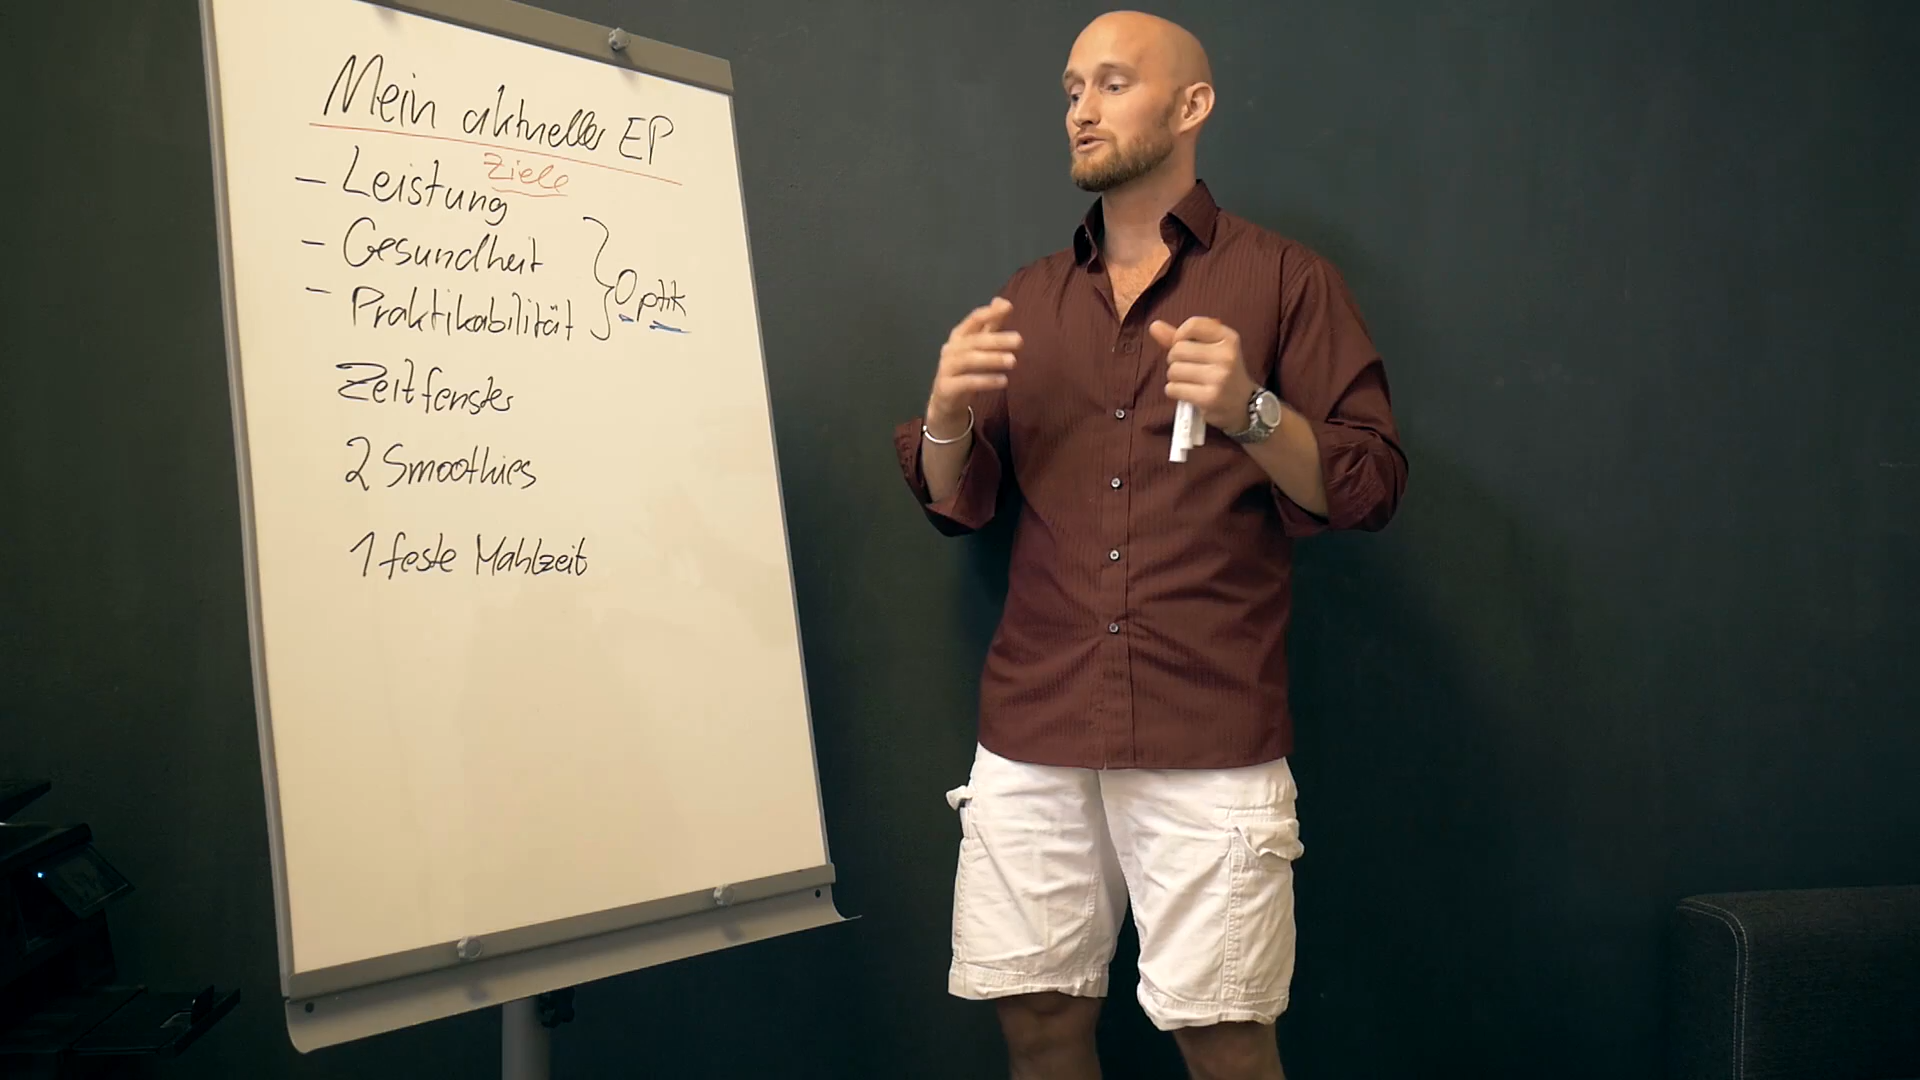 Mein aktueller EP
Ziele
- Leistung
- Gesundheit
- Praktikabilität
Optik
Zeitfenster
2 Smoothies
1 feste Mahlzeit